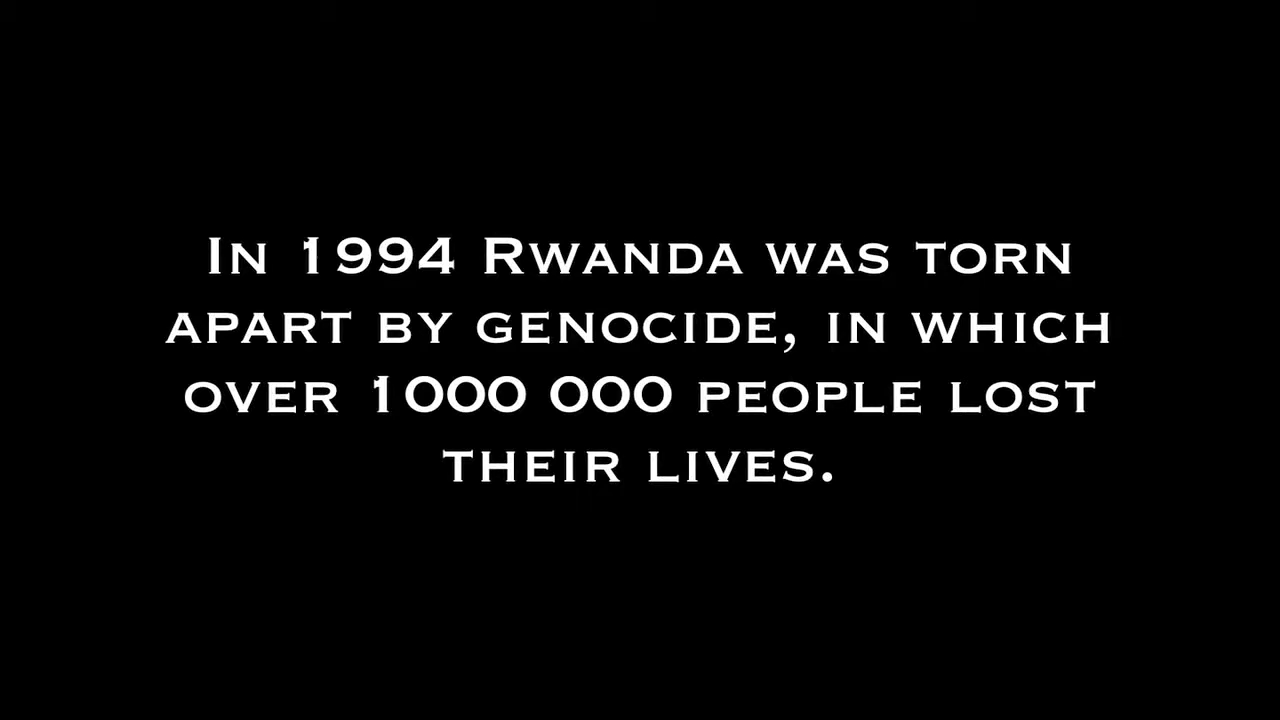 In 1994 Rwanda was torn
apart by genocide, in which
over 1000 000 people lost
their lives.